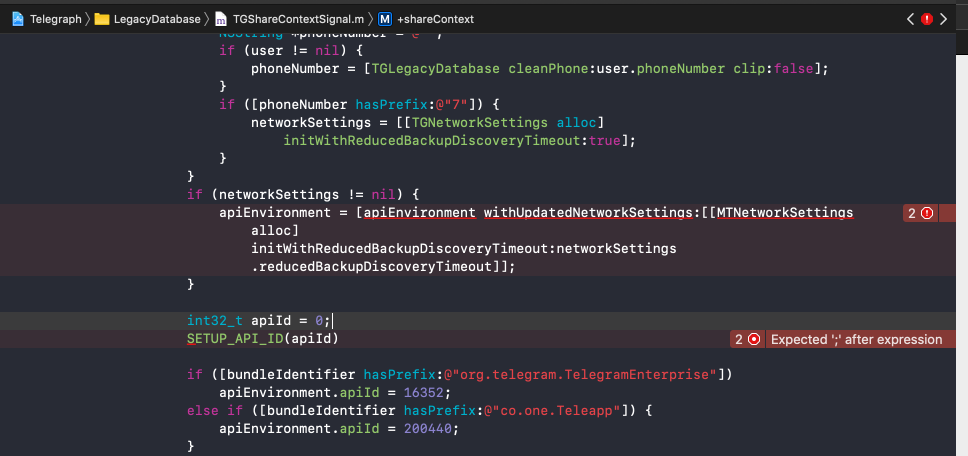 Telegraph LegacyDatabase TGShareContextSignal.m M +shareContext
if (user != nil) {
phoneNumber = [TGLegacyDatabase cleanPhone:user.phoneNumber clip:false];
}
if ([phoneNumber hasPrefix:@"7"]) {
networkSettings = [[TGNetworkSettings alloc]
initWithReducedBackupDiscoveryTimeout:true];
}
}
if (networkSettings != nil) {
apiEnvironment = [apiEnvironment withUpdatedNetworkSettings:[[MTNetworkSettings 2
alloc]
initWithReducedBackupDiscoveryTimeout:networkSettings
.reducedBackupDiscoveryTimeout]];
}
int32_t apiId = 0;
SETUP_API_ID(apiId) 2 Expected ';' after expression
if ([bundleIdentifier hasPrefix:@"org.telegram.TelegramEnterprise"])
apiEnvironment.apiId = 16352;
else if ([bundleIdentifier hasPrefix:@"co.one.Teleapp"]) {
apiEnvironment.apiId = 200440;
}